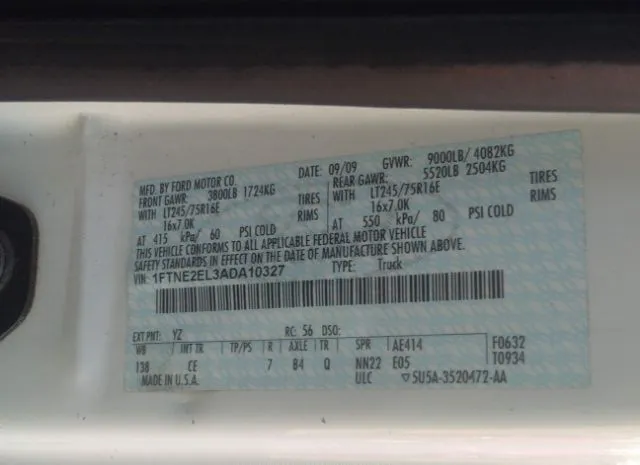 MFD. BY FORD MOTOR CO.
DATE: 09/09 GVWR: 9000LB/ 4082KG
FRONT GAWR: 3800LB 1724KG
REAR GAWR: 5520LB 2504KG
WITH LT245/75R16E TIRES
WITH LT245/75R16E TIRES
16x7.0K RIMS
16x7.0K RIMS
AT 415 kPa/ 60 PSI COLD
AT 550 kPa/ 80 PSI COLD
THIS VEHICLE CONFORMS TO ALL APPLICABLE FEDERAL MOTOR VEHICLE
SAFETY STANDARDS IN EFFECT ON THE DATE OF MANUFACTURE SHOWN ABOVE.
VIN: 1FTNE2EL3ADA10327 TYPE: Truck
EXT PNT: YZ RC: 56 DSO:
WB INT TR TP/PS R AXLE TR SPR AE414 F0632
138 CE 7 B4 Q NN22 E05 T0934
MADE IN U.S.A. ULC ▽5U5A-3520472-AA